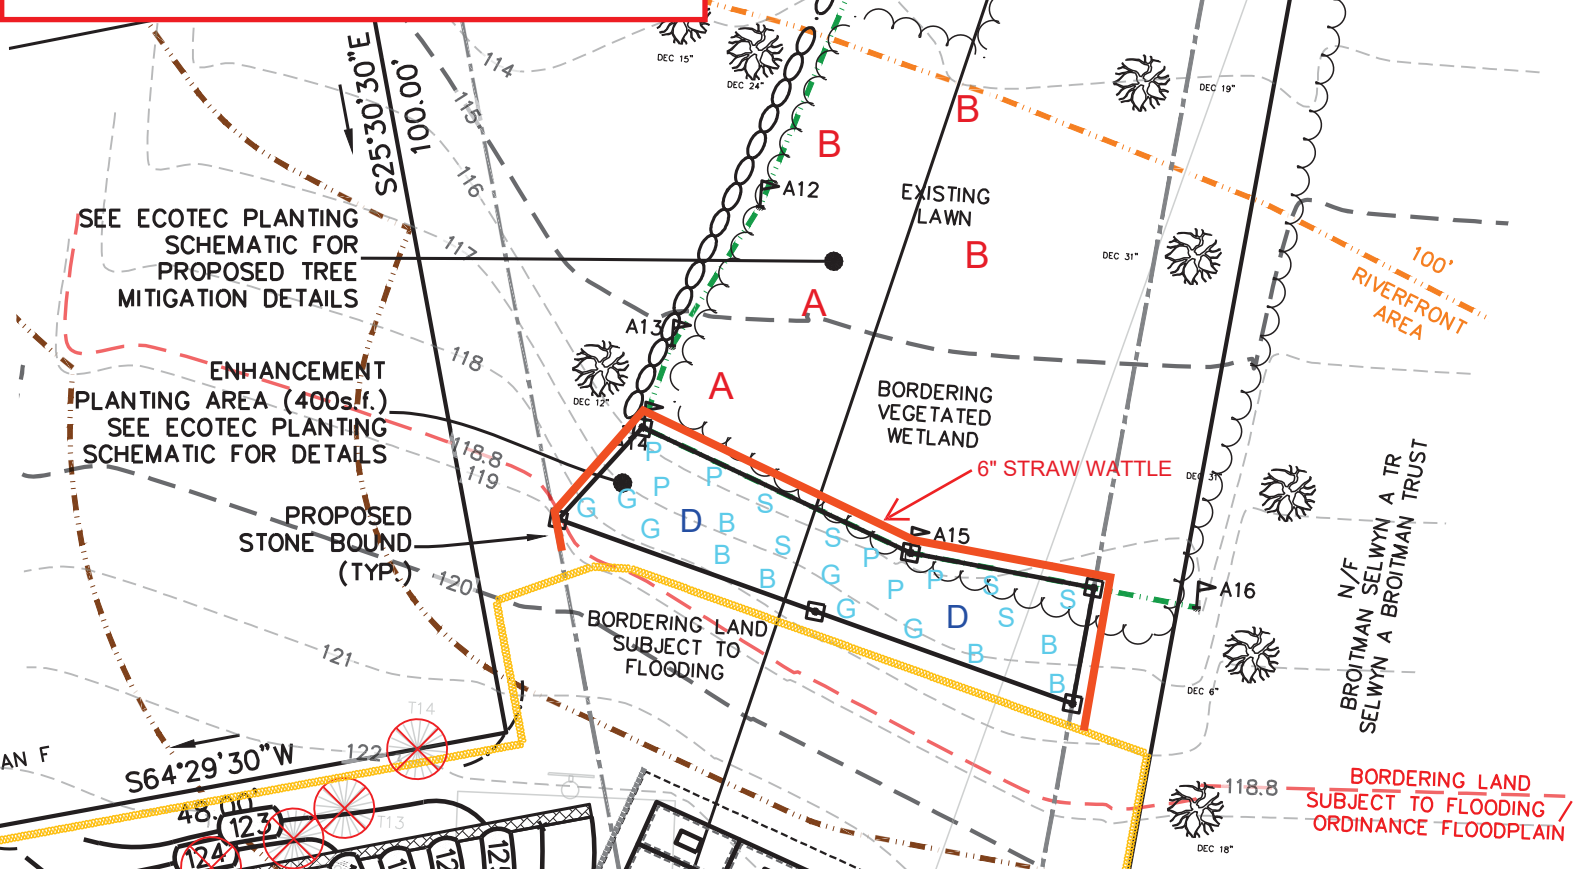 DEC 15"
DEC 24"
DEC 19"
114
115
S25°30'30"E
100.00'
B
B
116
A12
EXISTING
LAWN
SEE ECOTEC PLANTING
SCHEMATIC FOR
PROPOSED TREE
MITIGATION DETAILS
117
B
DEC 31"
100'
RIVERFRONT
AREA
A
A13
118
ENHANCEMENT
PLANTING AREA (400s.f.)
SEE ECOTEC PLANTING
SCHEMATIC FOR DETAILS
DEC 12"
A
BORDERING
VEGETATED
WETLAND
118.8
119
6" STRAW WATTLE
DEC 31"
P
P
P
S
G
G
G
D
B
B
S
S
B
P
G
P
P
S
S
G
G
D
S
B
B
B
A15
A16
PROPOSED
STONE BOUND
(TYP.)
120
121
BORDERING LAND
SUBJECT TO
FLOODING
N/F
BROITMAN SELWYN A TR
SELWYN A BROITMAN TRUST
DEC 6"
T14
AN F
122
S64°29'30"W
48.00'
123
T13
124
118.8
BORDERING LAND
SUBJECT TO FLOODING /
ORDINANCE FLOODPLAIN
DEC 18"